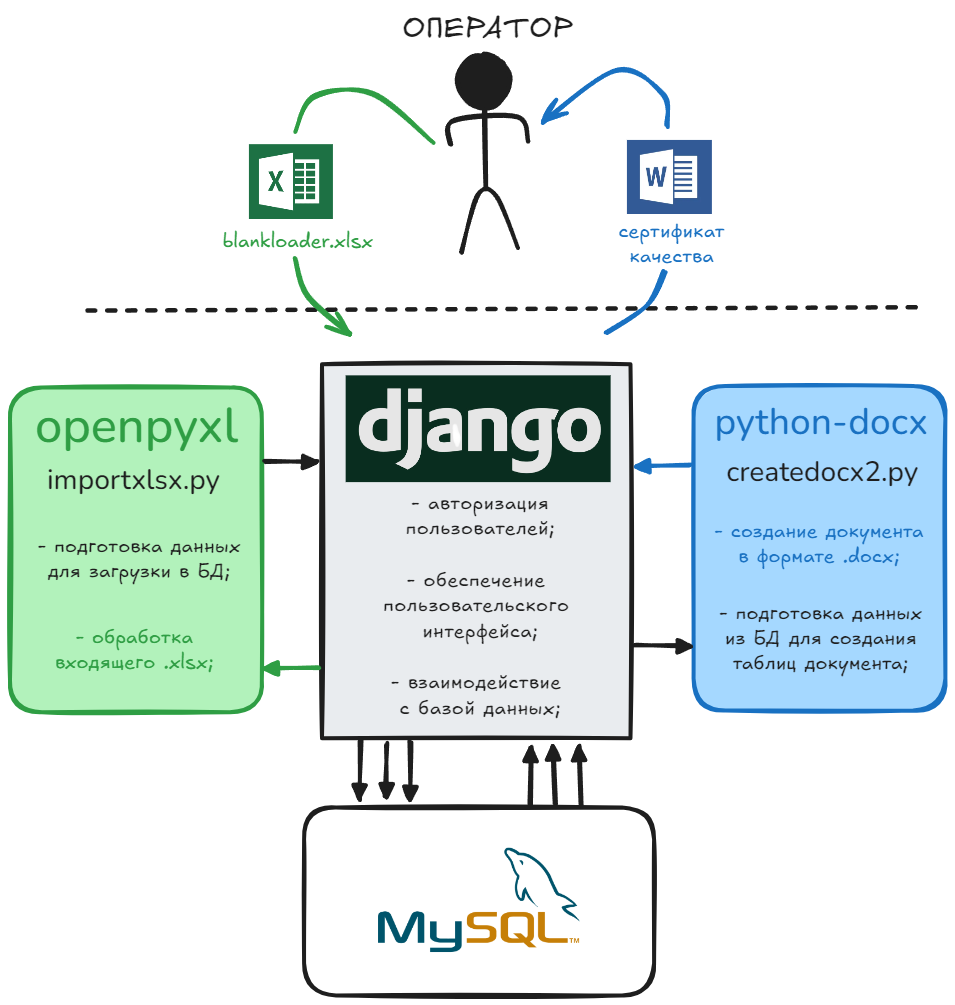 ОПЕРАТОР
X
W
blankloader.xlsx
сертификат
качества
openpyxl
importxlsx.py
- подготовка данных
для загрузки в БД;
- обработка
входящего .xlsx;
django
- авторизация
пользователей;
- обеспечение
пользовательского
интерфейса;
- взаимодействие
с базой данных;
python-docx
createdocx2.py
- создание документа
в формате .docx;
- подготовка данных
из БД для создания
таблиц документа;
MySQL™